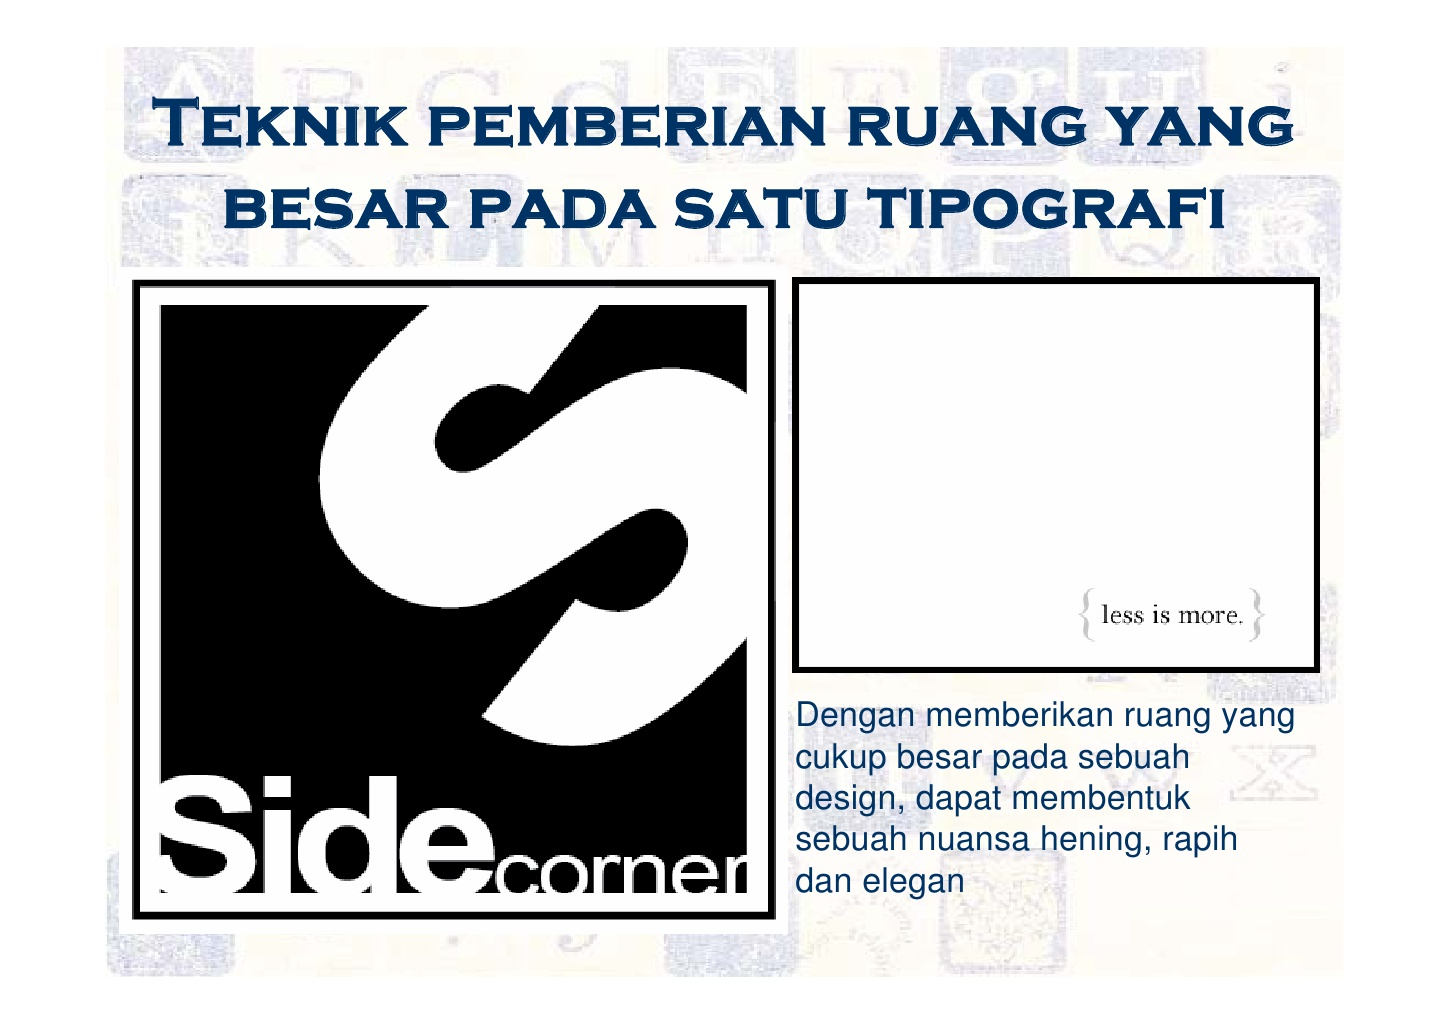 TEKNIK PEMBERIAN RUANG YANG
BESAR PADA SATU TIPOGRAFI
S
Side corner
{ less is more. }
Dengan memberikan ruang yang
cukup besar pada sebuah
design, dapat membentuk
sebuah nuansa hening, rapih
dan elegan